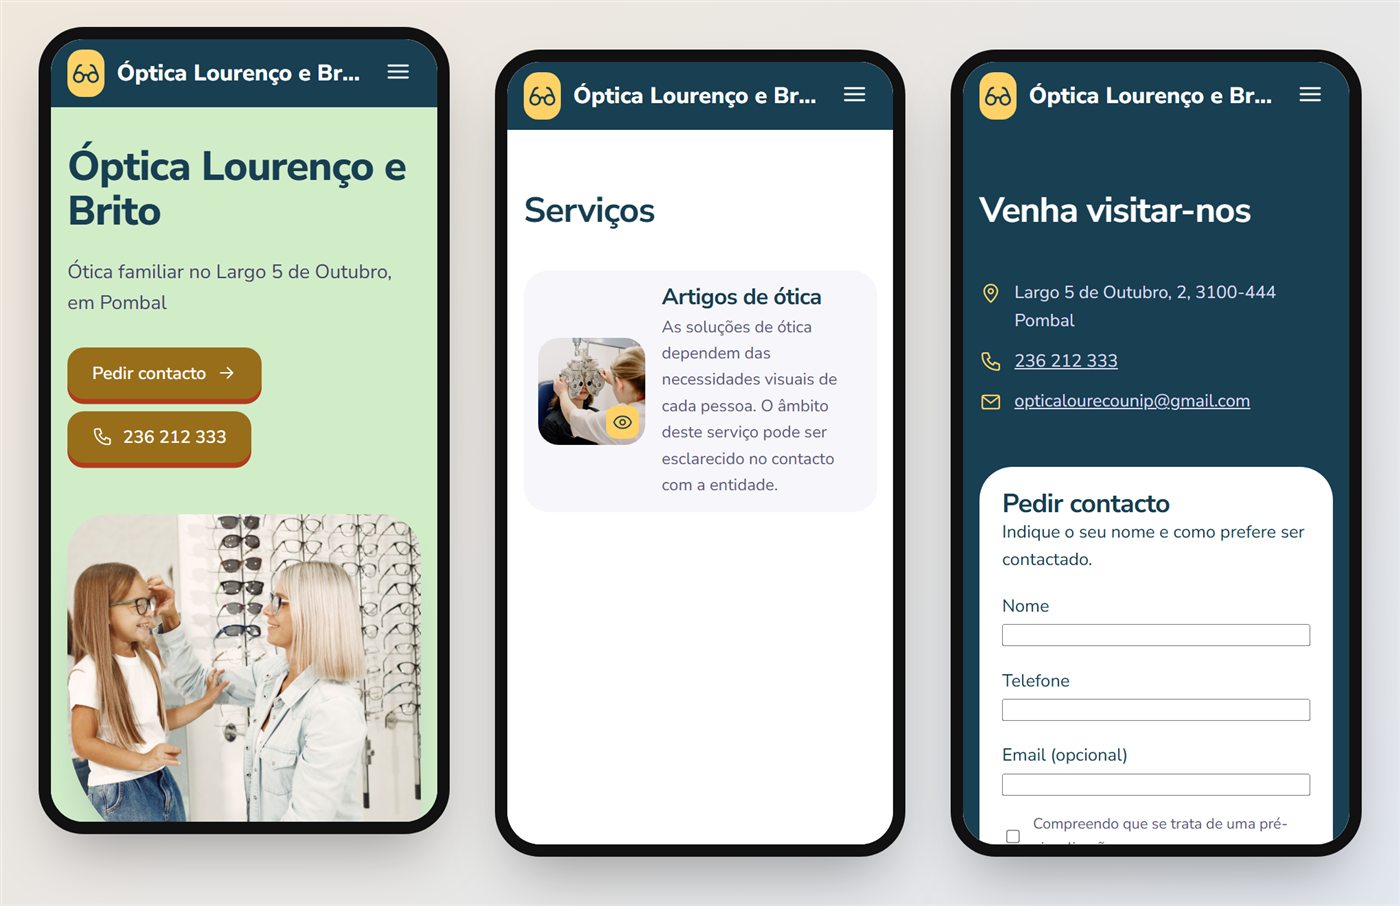 Óptica Lourenço e Br...
Óptica Lourenço e
Brito
Ótica familiar no Largo 5 de Outubro,
em Pombal
Pedir contacto
236 212 333
Óptica Lourenço e Br...
Serviços
Artigos de ótica
As soluções de ótica
dependem das
necessidades visuais de
cada pessoa. O âmbito
deste serviço pode ser
esclarecido no contacto
com a entidade.
Óptica Lourenço e Br...
Venha visitar-nos
Largo 5 de Outubro, 2, 3100-444
Pombal
236 212 333
opticalourecounip@gmail.com
Pedir contacto
Indique o seu nome e como prefere ser
contactado.
Nome
Telefone
Email (opcional)
Compreendo que se trata de uma pré-